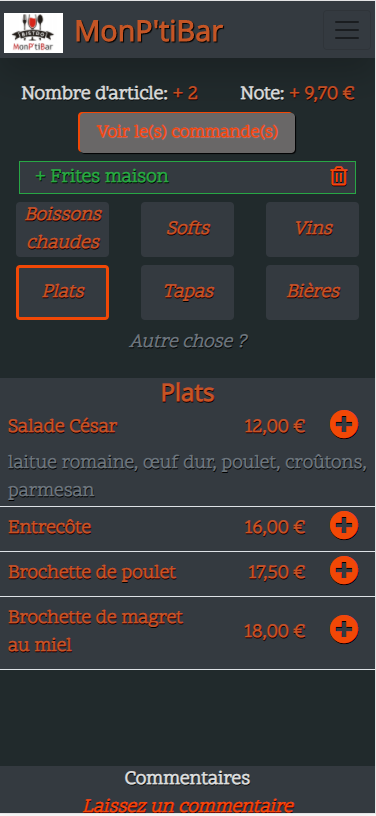 BISTRO
MonP'tiBar
MonP'tiBar
Nombre d'article: + 2 Note: + 9,70 €
Voir le(s) commande(s)
+ Frites maison
Boissons chaudes
Softs
Vins
Plats
Tapas
Bières
Autre chose ?
Plats
Salade César 12,00 €
laitue romaine, œuf dur, poulet, croûtons,
parmesan
Entrecôte 16,00 €
Brochette de poulet 17,50 €
Brochette de magret
au miel 18,00 €
Commentaires
Laissez un commentaire